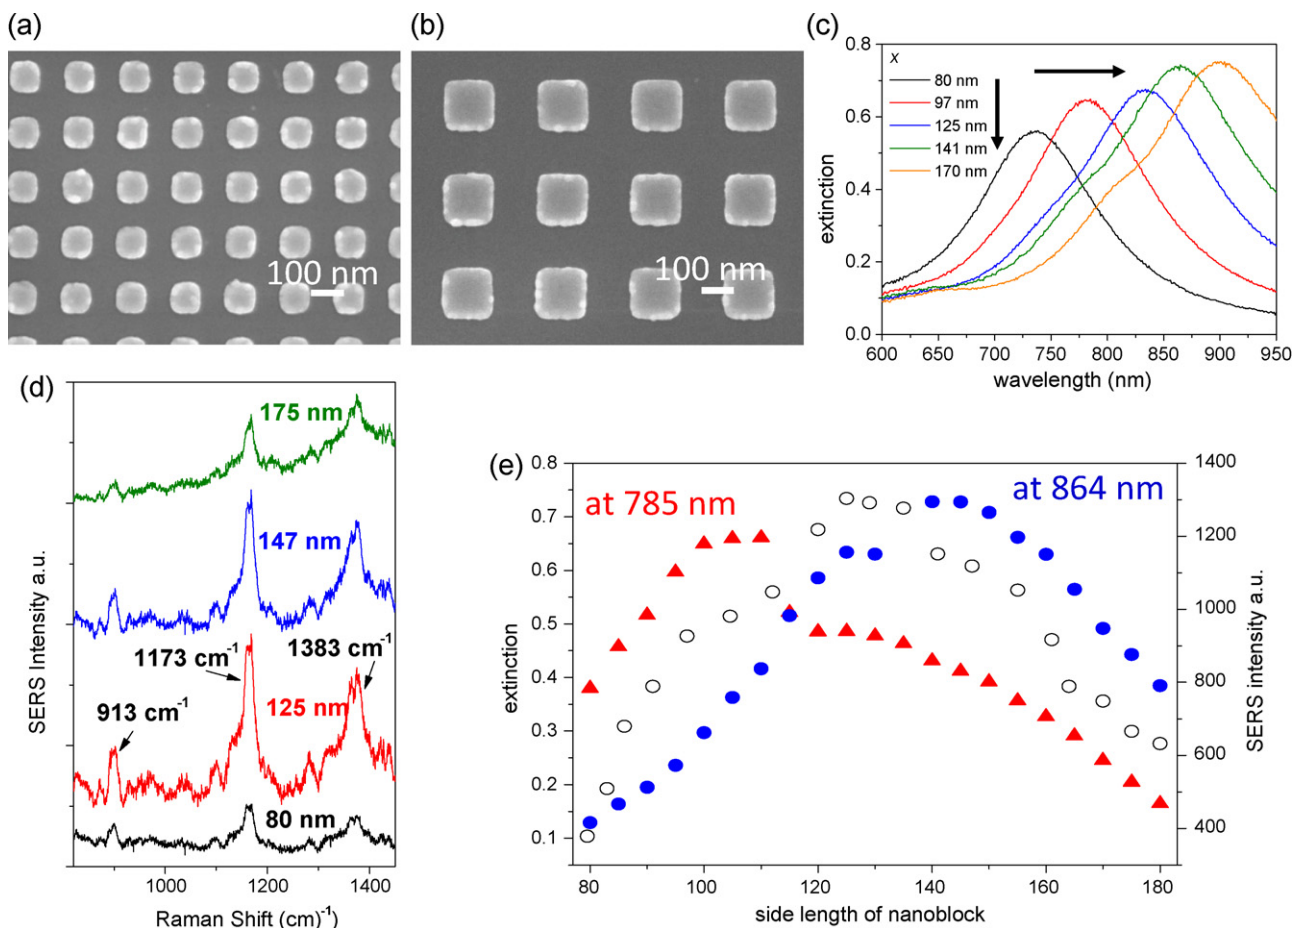 (a)
100 nm
(b)
100 nm
(c)
extinction
0.8
0.6
0.4
0.2
0.0
x
80 nm
97 nm
125 nm
141 nm
170 nm
600 650 700 750 800 850 900 950
wavelength (nm)
(d)
SERS Intensity a.u.
175 nm
147 nm
1173 cm-1
1383 cm-1
913 cm-1
125 nm
80 nm
1000 1200 1400
Raman Shift (cm)-1
(e)
extinction
0.8
0.7
0.6
0.5
0.4
0.3
0.2
0.1
at 785 nm
at 864 nm
1400
1200
1000
800
600
400
SERS intensity a.u.
80 100 120 140 160 180
side length of nanoblock